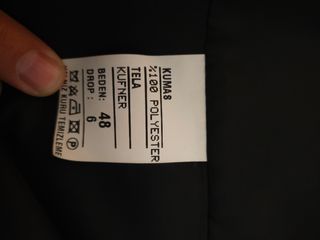 KUMAŞ
%100 POLYESTER
TELA
KUFNER
BEDEN: 48
DROP : 6
KURU TEMİZLEME